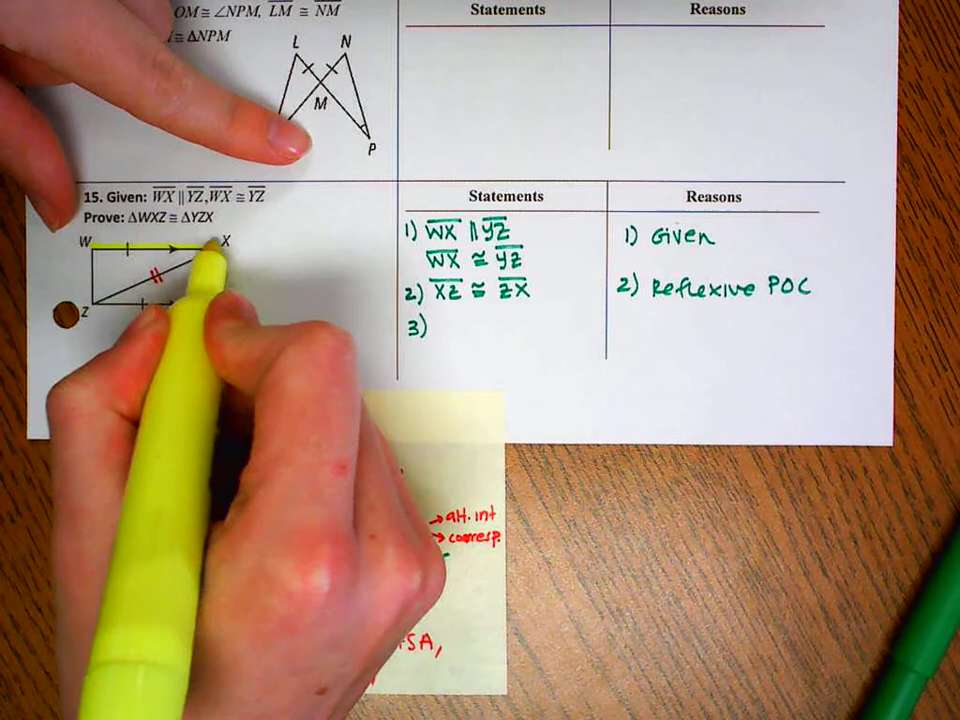 OM ≅ ∠NPM, LM ≅ NM
≅ ΔNPM
L N
M
P
Statements Reasons
15. Given: WX ∥ YZ, WX ≅ YZ
Prove: ΔWXZ ≅ ΔYZX
W X
Z
Statements Reasons
1) WX ∥ YZ 1) Given
WX ≅ YZ
2) XZ ≅ ZX 2) Reflexive POC
3)
→ alt. int
→ corresp.
SA,